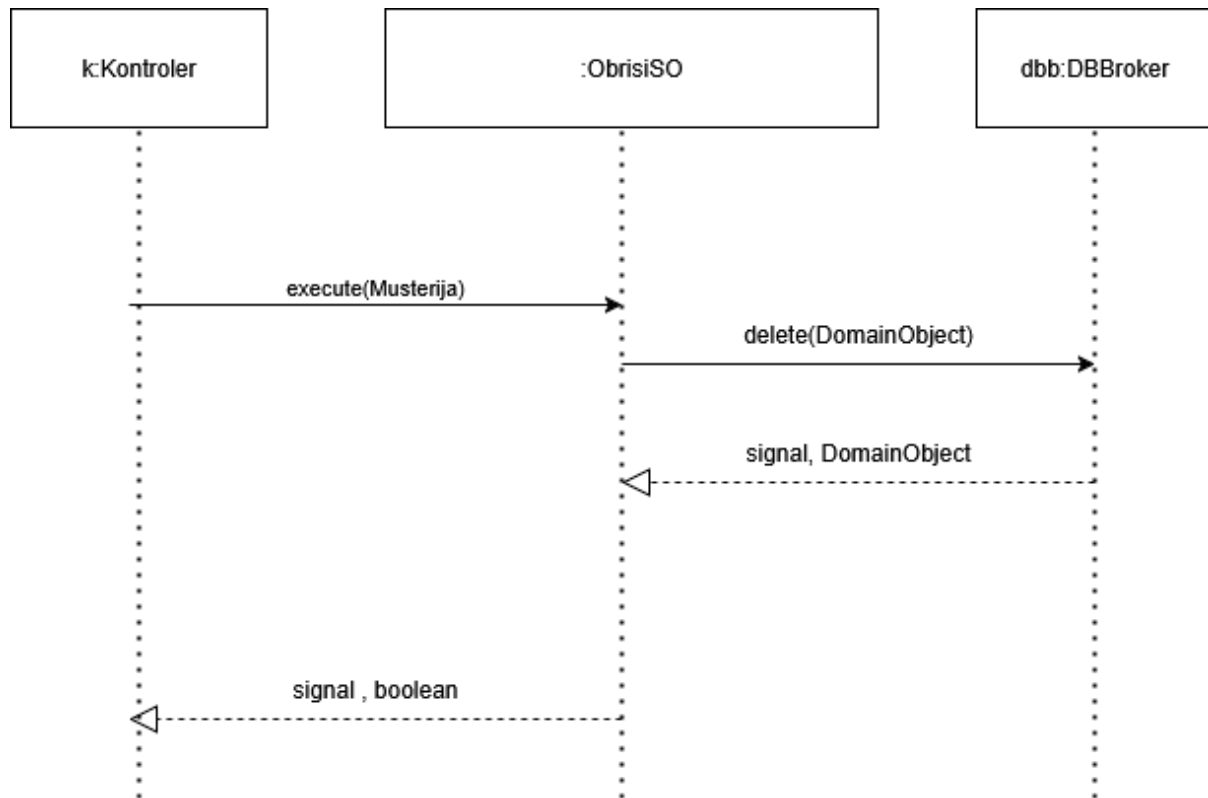 k:Kontroler
:ObrisiSO
dbb:DBBroker
execute(Musterija)
delete(DomainObject)
signal, DomainObject
signal , boolean